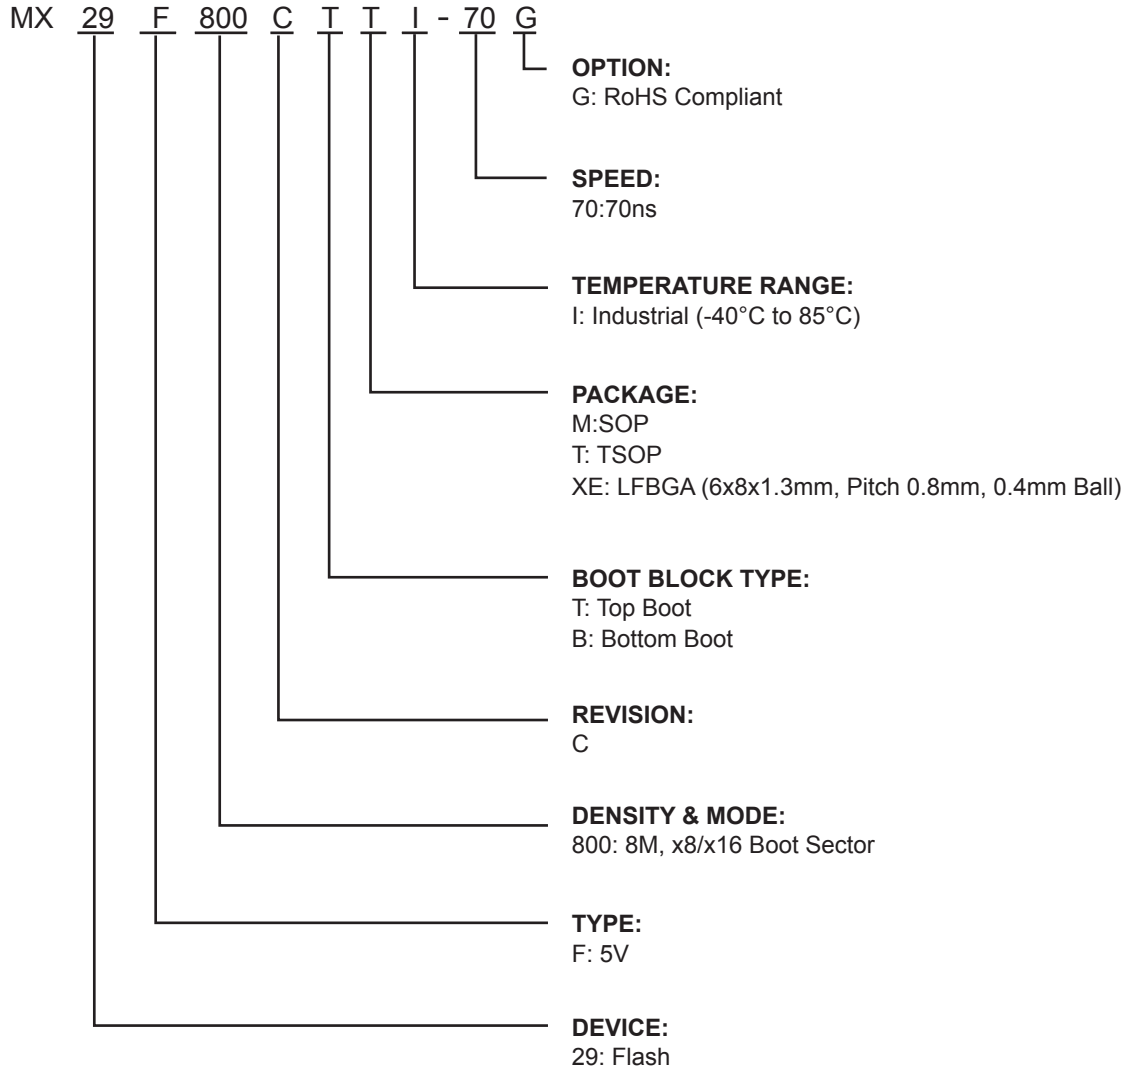 MX 29 F 800 C T T I - 70 G
OPTION:
G: RoHS Compliant
SPEED:
70:70ns
TEMPERATURE RANGE:
I: Industrial (-40°C to 85°C)
PACKAGE:
M:SOP
T: TSOP
XE: LFBGA (6x8x1.3mm, Pitch 0.8mm, 0.4mm Ball)
BOOT BLOCK TYPE:
T: Top Boot
B: Bottom Boot
REVISION:
C
DENSITY & MODE:
800: 8M, x8/x16 Boot Sector
TYPE:
F: 5V
DEVICE:
29: Flash